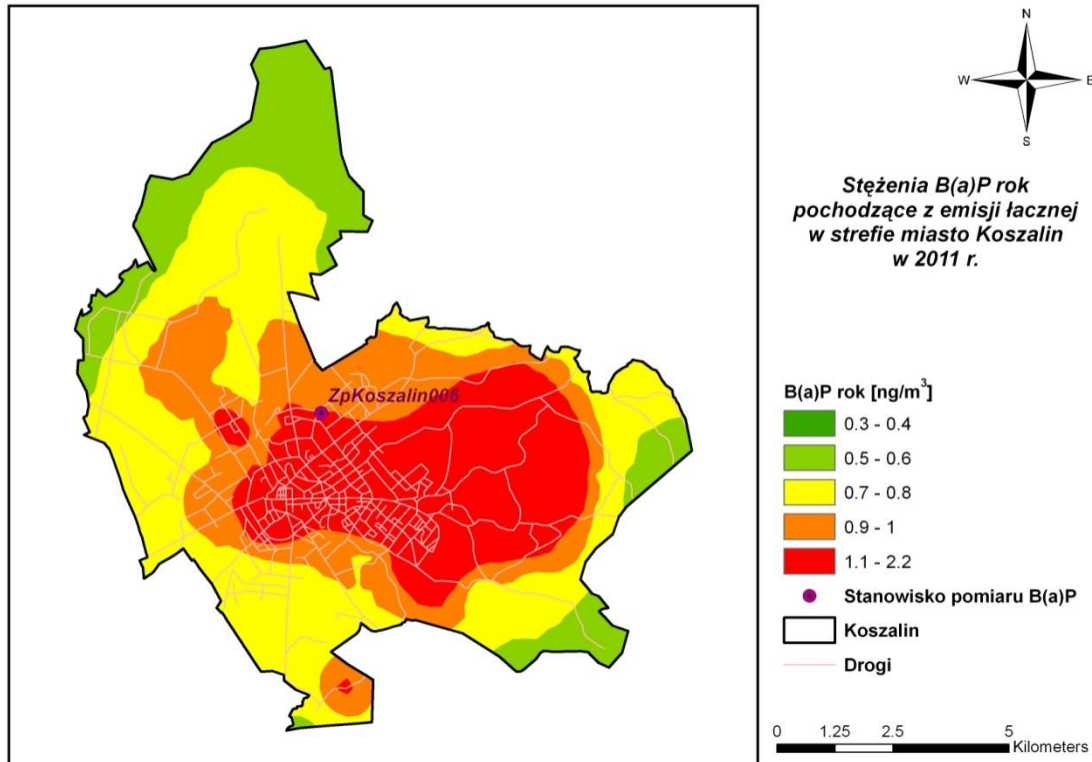 N
W
E
S
Stężenia B(a)P rok
pochodzące z emisji łacznej
w strefie miasto Koszalin
w 2011 r.
ZpKoszalin006
B(a)P rok [ng/m³]
0.3 - 0.4
0.5 - 0.6
0.7 - 0.8
0.9 - 1
1.1 - 2.2
Stanowisko pomiaru B(a)P
Koszalin
Drogi
0 1.25 2.5 5
Kilometers